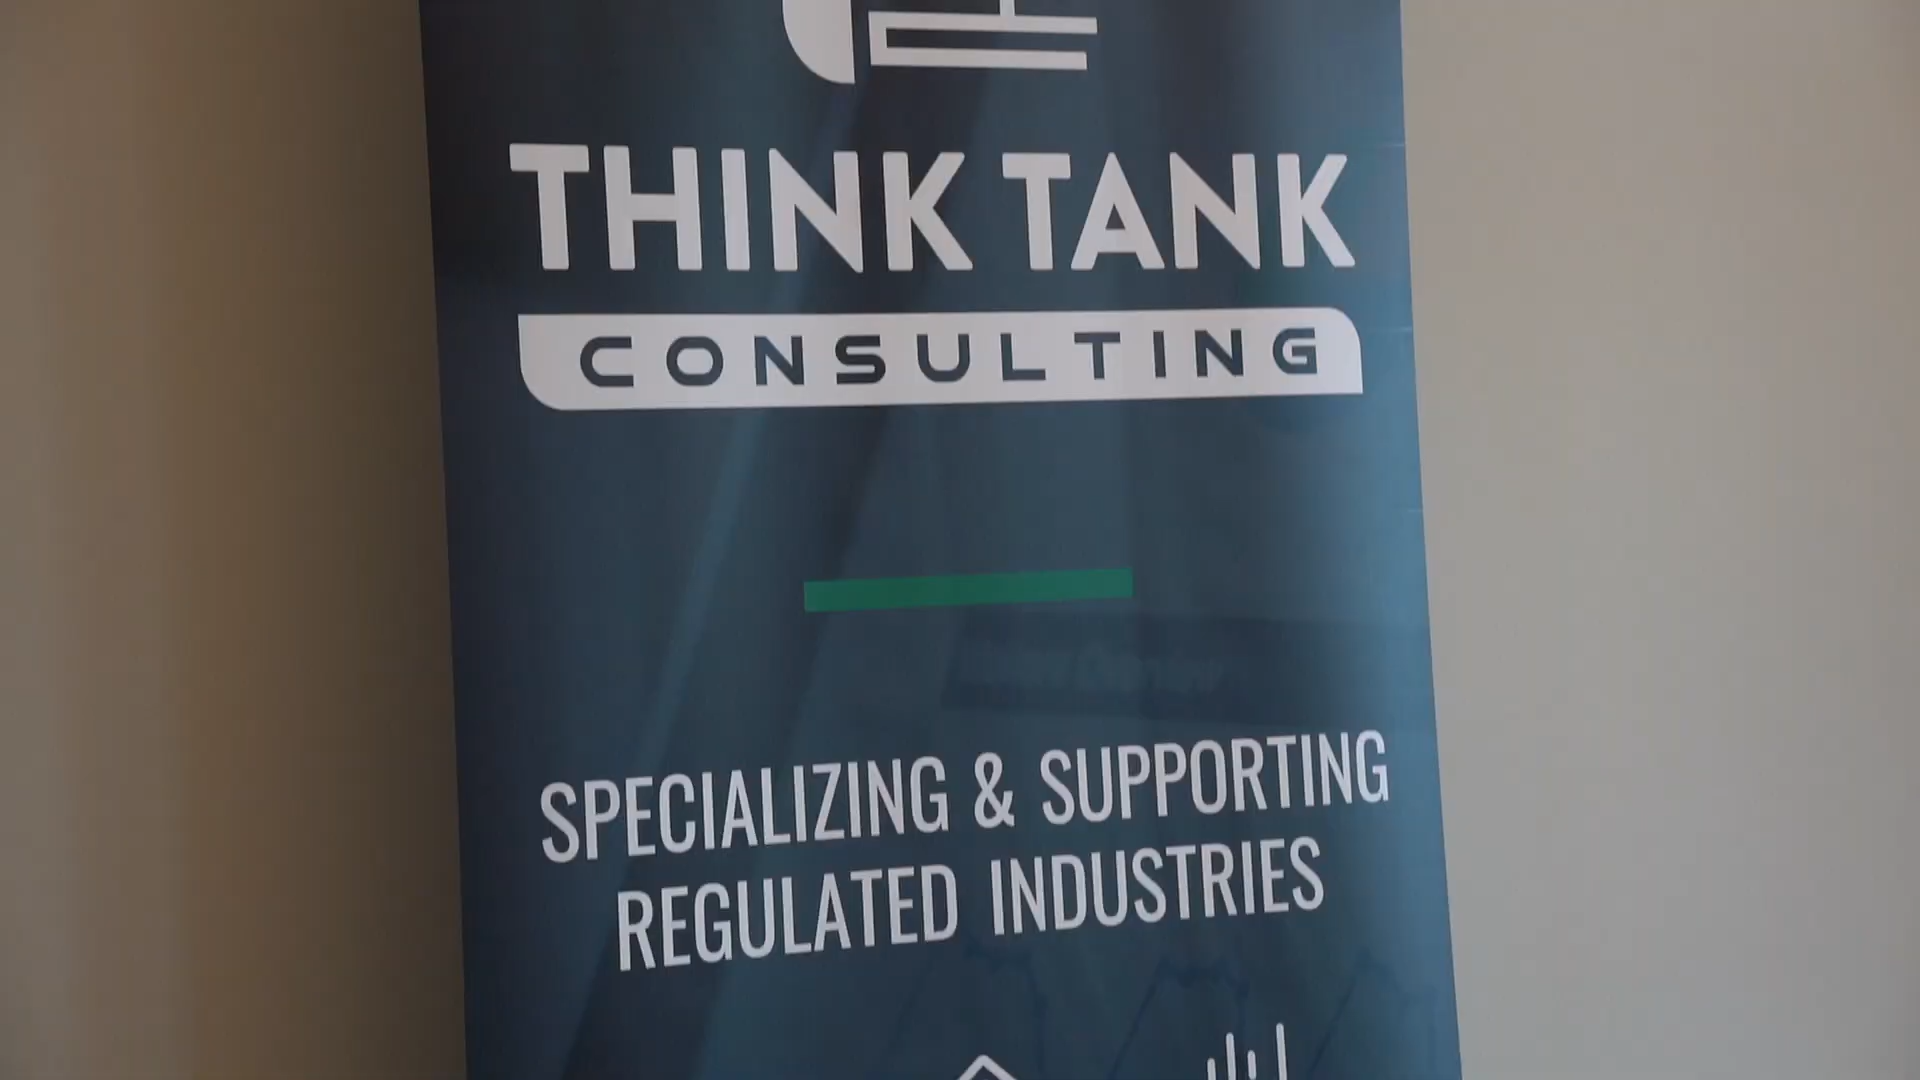 THINK TANK
CONSULTING
SPECIALIZING & SUPPORTING
REGULATED INDUSTRIES